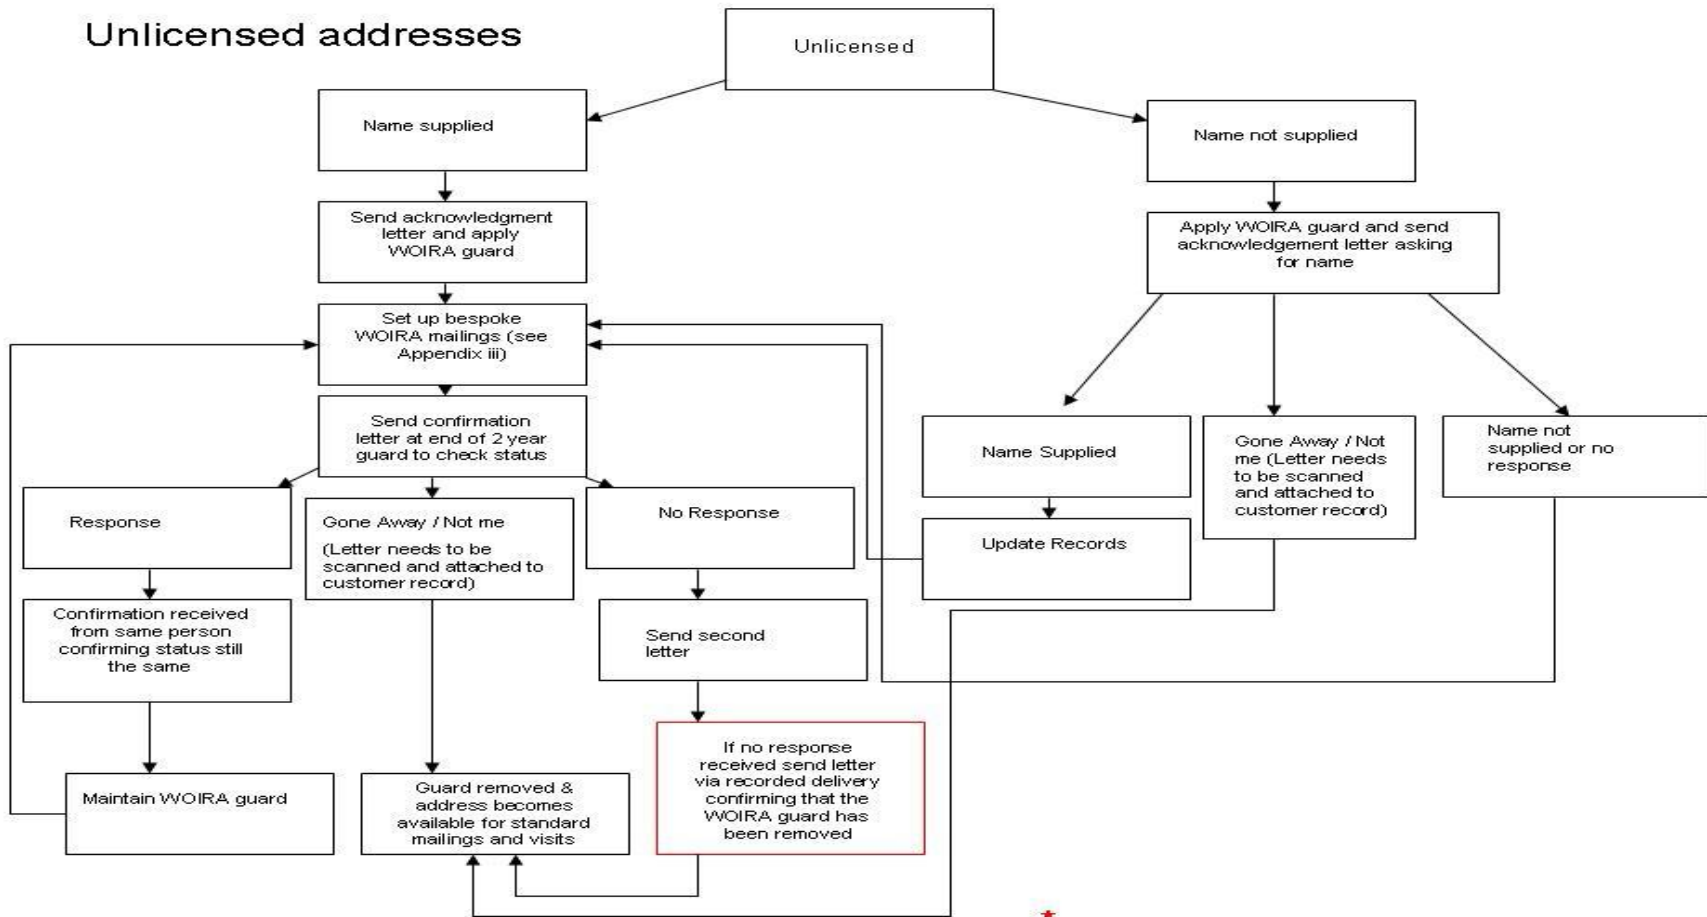 Unlicensed addresses
Unlicensed
Name supplied
Name not supplied
Send acknowledgment
letter and apply
WOIRA guard
Apply WOIRA guard and send
acknowledgement letter asking
for name
Set up bespoke
WOIRA mailings (see
Appendix iii)
Send confirmation
letter at end of 2 year
guard to check status
Name Supplied
Gone Away / Not
me (Letter needs
to be scanned
and attached to
customer record)
Name not
supplied or no
response
Response
Gone Away / Not me
(Letter needs to be
scanned and attached to
customer record)
No Response
Update Records
Confirmation received
from same person
confirming status still
the same
Send second
letter
Maintain WOIRA guard
Guard removed &
address becomes
available for standard
mailings and visits
If no response
received send letter
via recorded delivery
confirming that the
WOIRA guard has
been removed
*